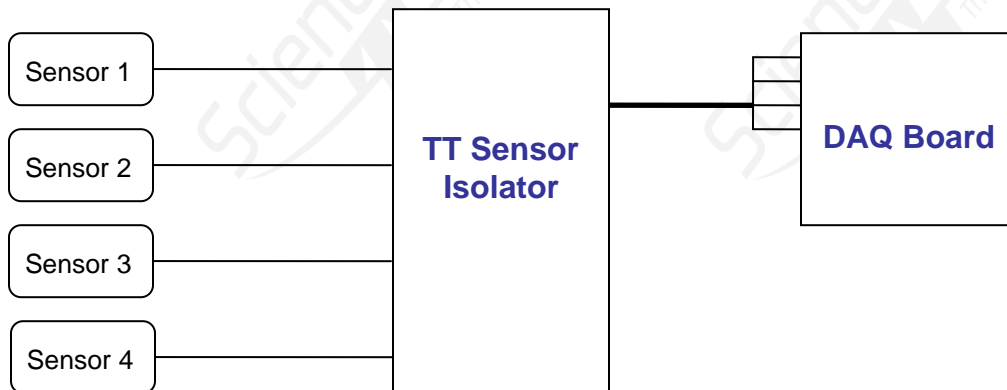 Sensor 1
Sensor 2
Sensor 3
Sensor 4
TT Sensor
Isolator
DAQ Board